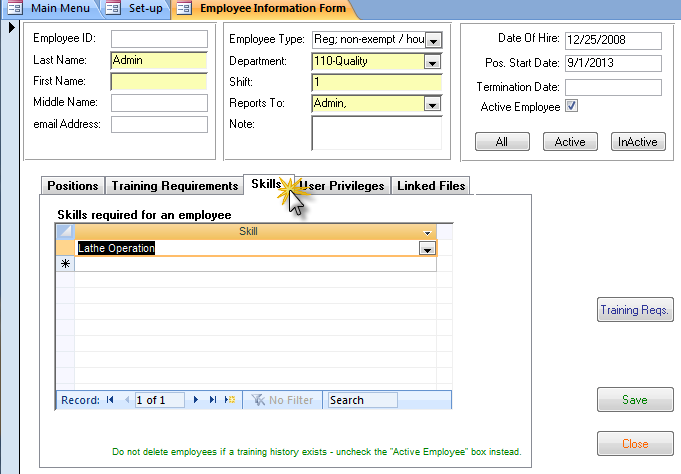 Main Menu Set-up Employee Information Form
Employee ID:
Last Name: Admin
First Name:
Middle Name:
email Address:
Employee Type: Reg; non-exempt / hou
Department: 110-Quality
Shift: 1
Reports To: Admin,
Note:
Date Of Hire: 12/25/2008
Pos. Start Date: 9/1/2013
Termination Date:
Active Employee
All Active InActive
Positions Training Requirements Skills User Privileges Linked Files
Skills required for an employee
Skill
Lathe Operation
Training Reqs.
Record: 1 of 1 No Filter Search
Save
Do not delete employees if a training history exists - uncheck the "Active Employee" box instead.
Close